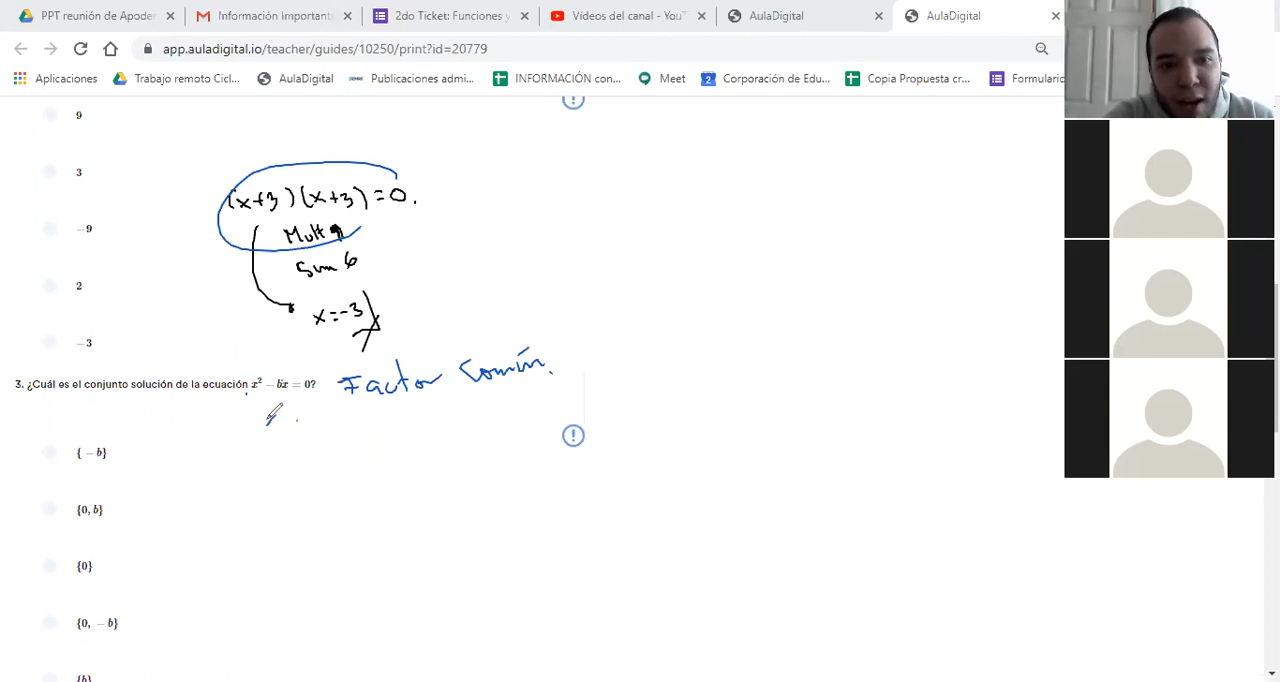 PPT reunión de Apoder
Información Importante
2do Ticket: Funciones y
Vídeos del canal - YouT
AulaDigital
AulaDigital
app.auladigital.io/teacher/guides/10250/print?id=20779
Aplicaciones
Trabajo remoto Cicl...
AulaDigital
Publicaciones admi...
INFORMACIÓN con...
Meet
2
Corporación de Edu...
Copia Propuesta cr...
Formulario
9
3
(x+3)(x+3)=0.
-9
Mult 9
Sum 6
2
x=-3
-3
3. ¿Cuál es el conjunto solución de la ecuación x² − bx = 0?
Factor Común.
{ − b}
{0, b}
{0}
{0, − b}
{b}